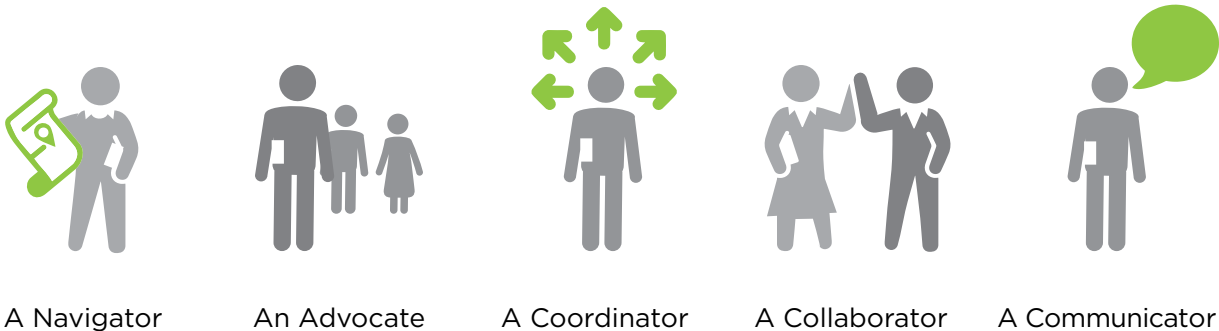 A Navigator
An Advocate
A Coordinator
A Collaborator
A Communicator